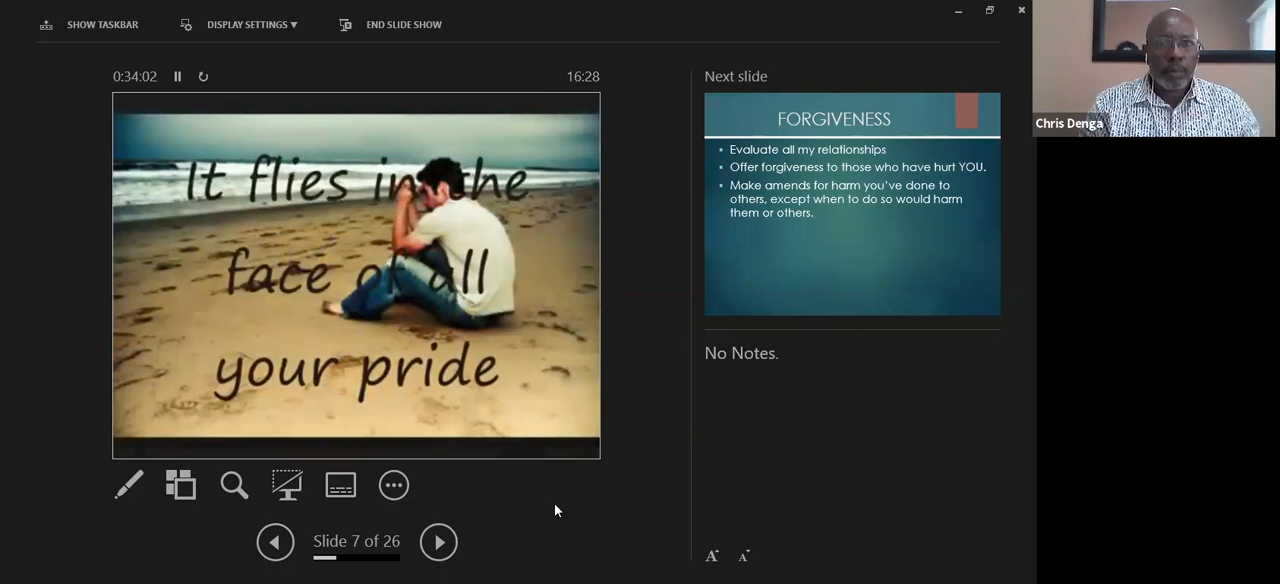 SHOW TASKBAR
DISPLAY SETTINGS ▼
END SLIDE SHOW
0:34:02
16:28
It flies in the
face of all
your pride
Slide 7 of 26
Next slide
FORGIVENESS
▪ Evaluate all my relationships
▪ Offer forgiveness to those who have hurt YOU.
▪ Make amends for harm you've done to
others, except when to do so would harm
them or others.
No Notes.
A
A
Chris Denga